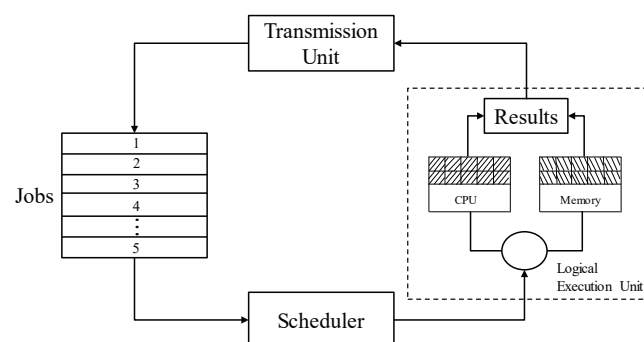 Transmission
Unit
Results
1
2
3
4
5
Jobs
CPU
Memory
Logical
Execution Unit
Scheduler